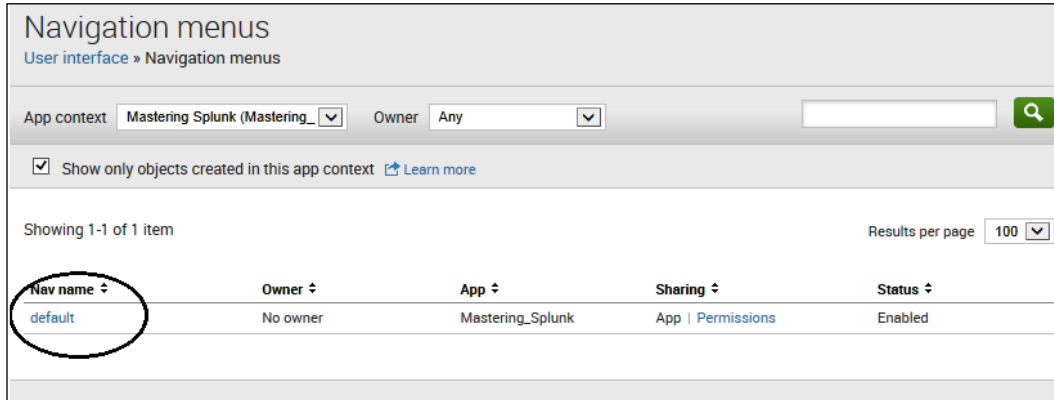 Navigation menus
User interface » Navigation menus
App context Mastering Splunk (Mastering_ Owner Any
Show only objects created in this app context Learn more
Showing 1-1 of 1 item Results per page 100
Nav name Owner App Sharing Status
default No owner Mastering_Splunk App | Permissions Enabled